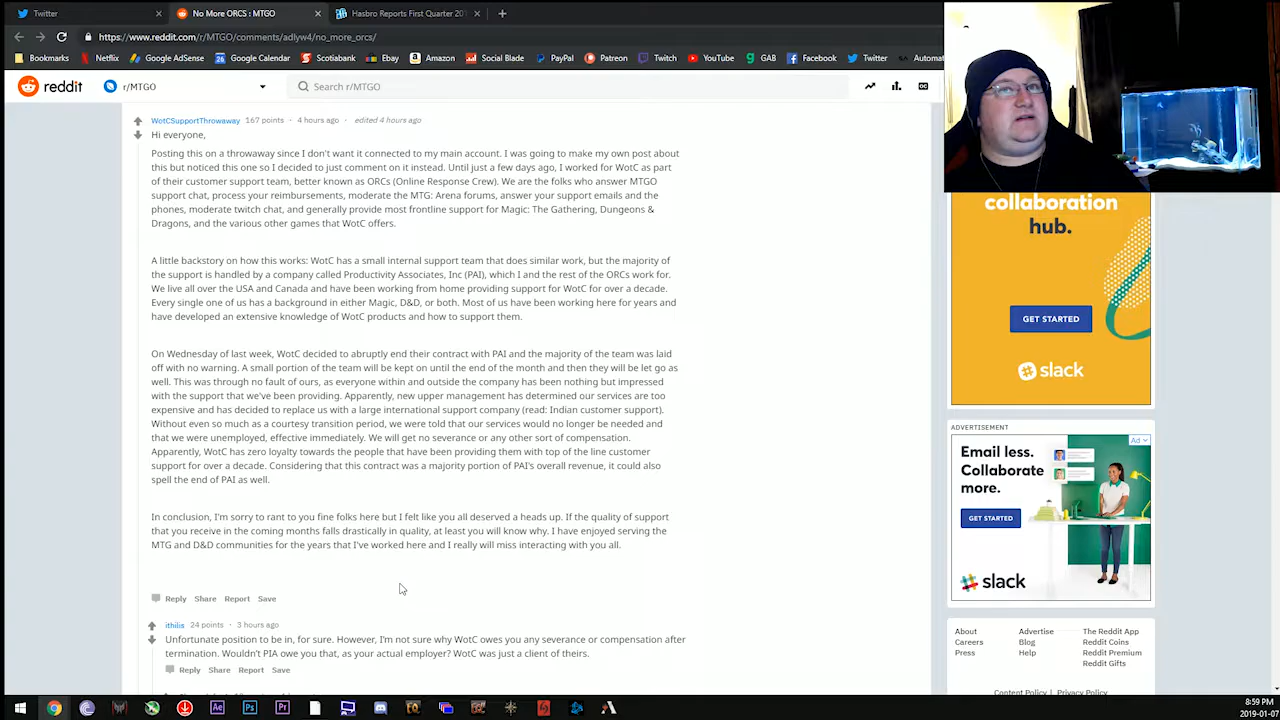 Twitter
No More ORCS : MTGO
Hasbro Reports First Quarter 201
https://www.reddit.com/r/MTGO/comments/adlyw4/no_more_orcs/
Bookmarks
Netflix
Google AdSense
Google Calendar
Scotiabank
Ebay
Amazon
Social Blade
PayPal
Patreon
Twitch
YouTube
GAB
Facebook
Twitter
Automat
reddit
r/MTGO
Search r/MTGO
WotCSupportThrowaway 167 points · 4 hours ago · edited 4 hours ago
Hi everyone,
Posting this on a throwaway since I don't want it connected to my main account. I was going to make my own post about
this but noticed this one so I decided to just comment on it instead. Until just a few days ago, I worked for WotC as part
of their customer support team, better known as ORCs (Online Response Crew). We are the folks who answer MTGO
support chat, process your reimbursements, moderate the MTG: Arena forums, answer your support emails and the
phones, moderate twitch chat, and generally provide most frontline support for Magic: The Gathering, Dungeons &
Dragons, and the various other games that WotC offers.
A little backstory on how this works: WotC has a small internal support team that does similar work, but the majority of
the support is handled by a company called Productivity Associates, Inc (PAI), which I and the rest of the ORCs work for.
We live all over the USA and Canada and have been working from home providing support for WotC for over a decade.
Every single one of us has a background in either Magic, D&D, or both. Most of us have been working here for years and
have developed an extensive knowledge of WotC products and how to support them.
On Wednesday of last week, WotC decided to abruptly end their contract with PAI and the majority of the team was laid
off with no warning. A small portion of the team will be kept on until the end of the month and then they will be let go as
well. This was through no fault of ours, as everyone within and outside the company has been nothing but impressed
with the support that we've been providing. Apparently, new upper management has determined our services are too
expensive and has decided to replace us with a large international support company (read: Indian customer support).
Without even so much as a courtesy transition period, we were told that our services would no longer be needed and
that we were unemployed, effective immediately. We will get no severance or any other sort of compensation.
Apparently, WotC has zero loyalty towards the people that have been providing them with top of the line customer
support for over a decade. Considering that their contract was a majority portion of PAI's overall revenue, it could also
spell the end of PAI as well.
In conclusion, I'm sorry to rant to you fine folks here but I felt like you all deserved a heads up. If the quality of support
that you receive in the coming months falls drastically in quality, at least you will know why. I have enjoyed serving the
MTG and D&D communities for the years that I've worked here and I really will miss interacting with you all.
Reply Share Report Save
ithilis 24 points · 3 hours ago
Unfortunate position to be in, for sure. However, I'm not sure why WotC owes you any severance or compensation after
termination. Wouldn't PIA owe you that, as your actual employer? WotC was just a client of theirs.
Reply Share Report Save
collaboration
hub.
GET STARTED
slack
ADVERTISEMENT
Ad
Email less.
Collaborate
more.
GET STARTED
slack
About Advertise The Reddit App
Careers Blog Reddit Coins
Press Help Reddit Premium
Reddit Gifts
Content Policy | Privacy Policy
8:59 PM
2019-01-07